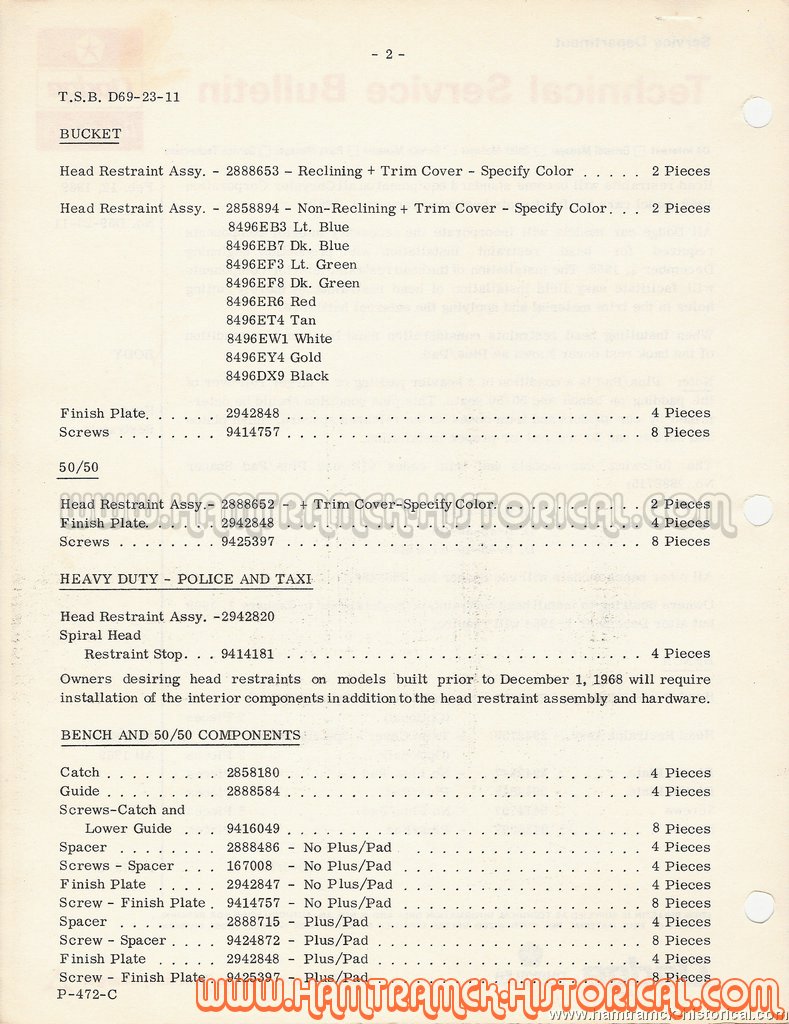 - 2 -
T.S.B. D69-23-11
BUCKET
Head Restraint Assy. - 2888653 - Reclining + Trim Cover - Specify Color . . . . . 2 Pieces
Head Restraint Assy. - 2858894 - Non-Reclining + Trim Cover - Specify Color. . . 2 Pieces
8496EB3 Lt. Blue
8496EB7 Dk. Blue
8496EF3 Lt. Green
8496EF8 Dk. Green
8496ER6 Red
8496ET4 Tan
8496EW1 White
8496EY4 Gold
8496DX9 Black
Finish Plate. . . . . . 2942848 . . . . . . . . . . . . . . . . . . . . . . . . . . . 4 Pieces
Screws . . . . . . . . 9414757 . . . . . . . . . . . . . . . . . . . . . . . . . . . 8 Pieces
50/50
Head Restraint Assy.- 2888652 - + Trim Cover-Specify Color. . . . . . . . . . . . 2 Pieces
www.Hamtramck-Historical.com
Finish Plate. . . . . . 2942848 . . . . . . . . . . . . . . . . . . . . . . . . . . . 4 Pieces
Screws . . . . . . . . 9425397 . . . . . . . . . . . . . . . . . . . . . . . . . . . 8 Pieces
HEAVY DUTY - POLICE AND TAXI
Head Restraint Assy. -2942820
Spiral Head
Restraint Stop. . . 9414181 . . . . . . . . . . . . . . . . . . . . . . . . . . . 4 Pieces
Owners desiring head restraints on models built prior to December 1, 1968 will require
installation of the interior components in addition to the head restraint assembly and hardware.
BENCH AND 50/50 COMPONENTS
Catch . . . . . . . . . 2858180 . . . . . . . . . . . . . . . . . . . . . . . . . . . 4 Pieces
Guide . . . . . . . . . 2888584 . . . . . . . . . . . . . . . . . . . . . . . . . . . 4 Pieces
Screws-Catch and
Lower Guide . . . 9416049 . . . . . . . . . . . . . . . . . . . . . . . . . . . 8 Pieces
Spacer . . . . . . . . 2888486 - No Plus/Pad . . . . . . . . . . . . . . . . . . . 4 Pieces
Screws - Spacer . . . 167008 - No Plus/Pad . . . . . . . . . . . . . . . . . . . 4 Pieces
Finish Plate . . . . . 2942847 - No Plus/Pad . . . . . . . . . . . . . . . . . . . 4 Pieces
Screw - Finish Plate . 9414757 - No Plus/Pad . . . . . . . . . . . . . . . . . . . 8 Pieces
Spacer . . . . . . . . 2888715 - Plus/Pad . . . . . . . . . . . . . . . . . . . . . 4 Pieces
Screw - Spacer . . . . 9424872 - Plus/Pad . . . . . . . . . . . . . . . . . . . . . 8 Pieces
Finish Plate . . . . . 2942848 - Plus/Pad . . . . . . . . . . . . . . . . . . . . . 4 Pieces
Screw - Finish Plate. 9425397 - Plus/Pad . . . . . . . . . . . . . . . . . . . . . 8 Pieces
P-472-C
www.Hamtramck-Historical.com
www.hamtramck-historical.com